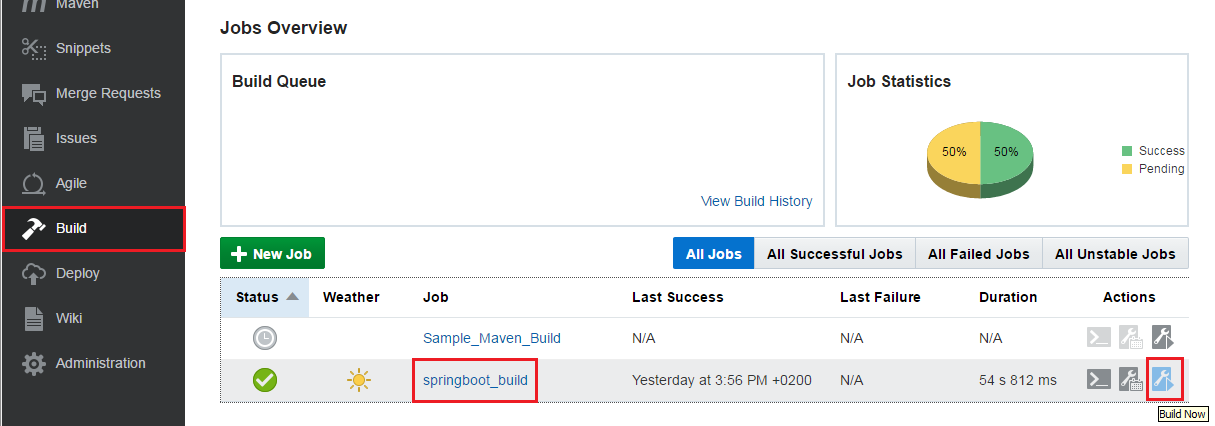 Maven
Snippets
Merge Requests
Issues
Agile
Build
Deploy
Wiki
Administration
Jobs Overview
Build Queue
View Build History
Job Statistics
50% 50%
Success
Pending
New Job
All Jobs All Successful Jobs All Failed Jobs All Unstable Jobs
Status Weather Job Last Success Last Failure Duration Actions
Sample_Maven_Build N/A N/A N/A
springboot_build Yesterday at 3:56 PM +0200 N/A 54 s 812 ms
Build Now